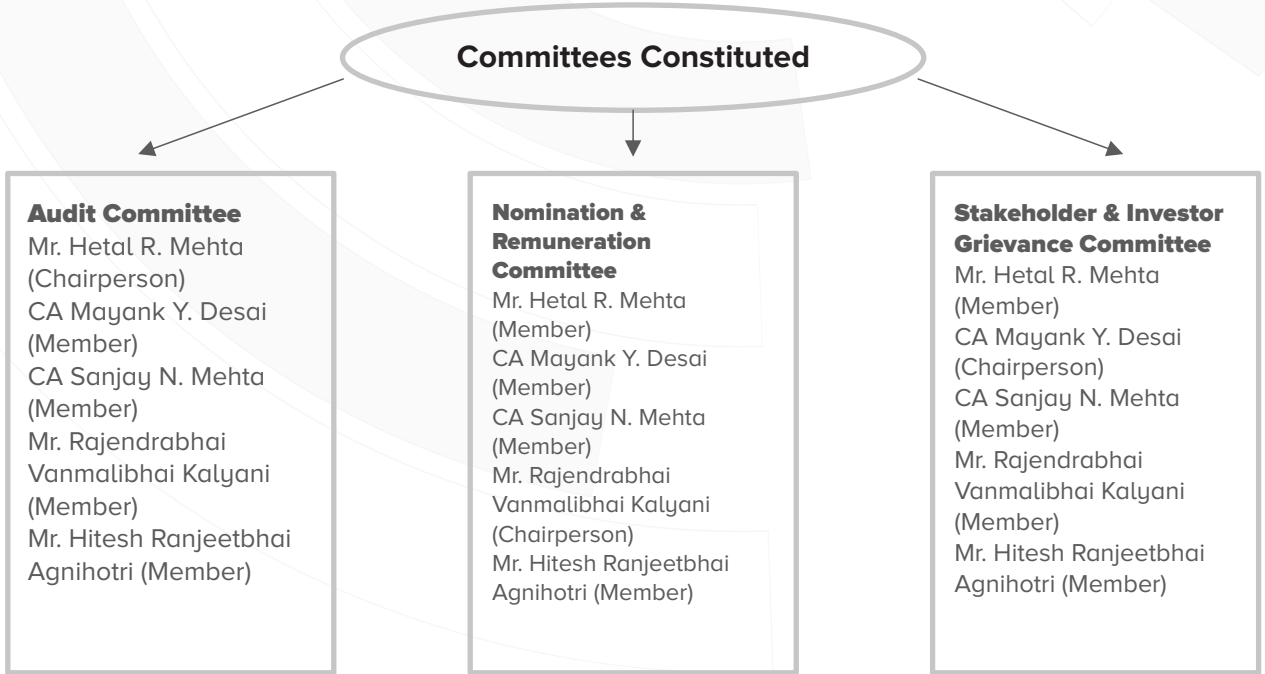 Committees Constituted
Audit Committee
Mr. Hetal R. Mehta
(Chairperson)
CA Mayank Y. Desai
(Member)
CA Sanjay N. Mehta
(Member)
Mr. Rajendrabhai
Vanmalibhai Kalyani
(Member)
Mr. Hitesh Ranjeetbhai
Agnihotri (Member)
Nomination &
Remuneration
Committee
Mr. Hetal R. Mehta
(Member)
CA Mayank Y. Desai
(Member)
CA Sanjay N. Mehta
(Member)
Mr. Rajendrabhai
Vanmalibhai Kalyani
(Chairperson)
Mr. Hitesh Ranjeetbhai
Agnihotri (Member)
Stakeholder & Investor
Grievance Committee
Mr. Hetal R. Mehta
(Member)
CA Mayank Y. Desai
(Chairperson)
CA Sanjay N. Mehta
(Member)
Mr. Rajendrabhai
Vanmalibhai Kalyani
(Member)
Mr. Hitesh Ranjeetbhai
Agnihotri (Member)